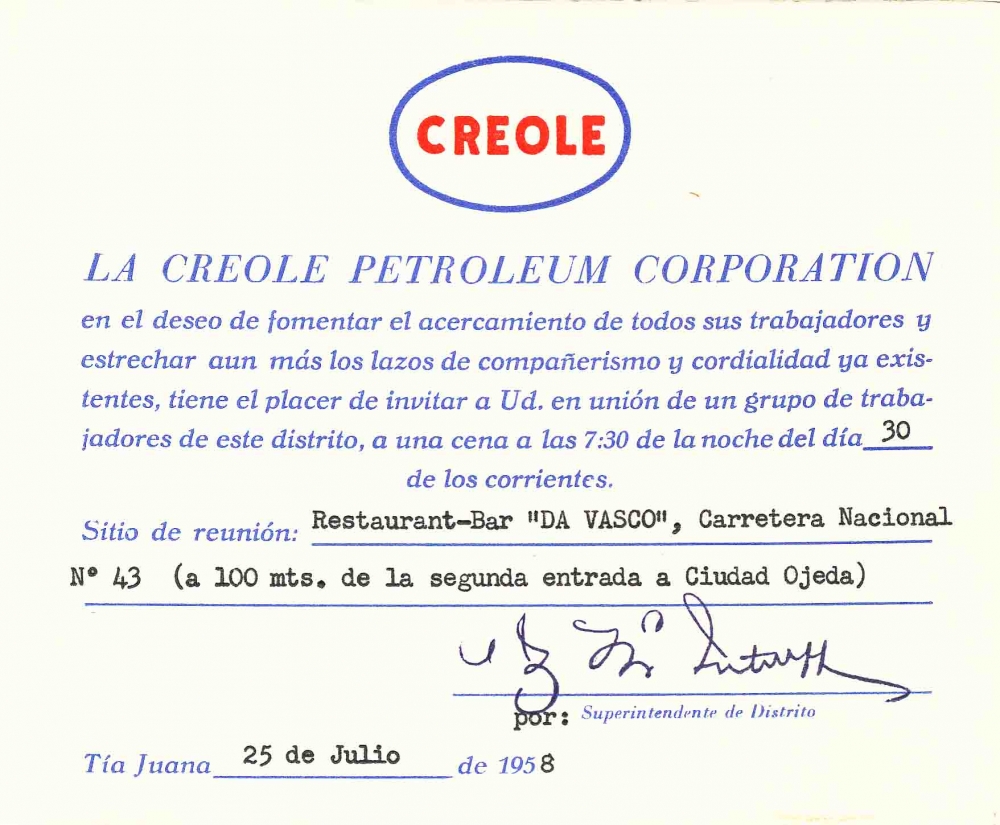 CREOLE
LA CREOLE PETROLEUM CORPORATION
en el deseo de fomentar el acercamiento de todos sus trabajadores y
estrechar aun más los lazos de compañerismo y cordialidad ya exis-
tentes, tiene el placer de invitar a Ud. en unión de un grupo de traba-
jadores de este distrito, a una cena a las 7:30 de la noche del día 30
de los corrientes.
Sitio de reunión: Restaurant-Bar "DA VASCO", Carretera Nacional
Nº 43 (a 100 mts. de la segunda entrada a Ciudad Ojeda)
por: Superintendente de Distrito
Tía Juana 25 de Julio de 1958